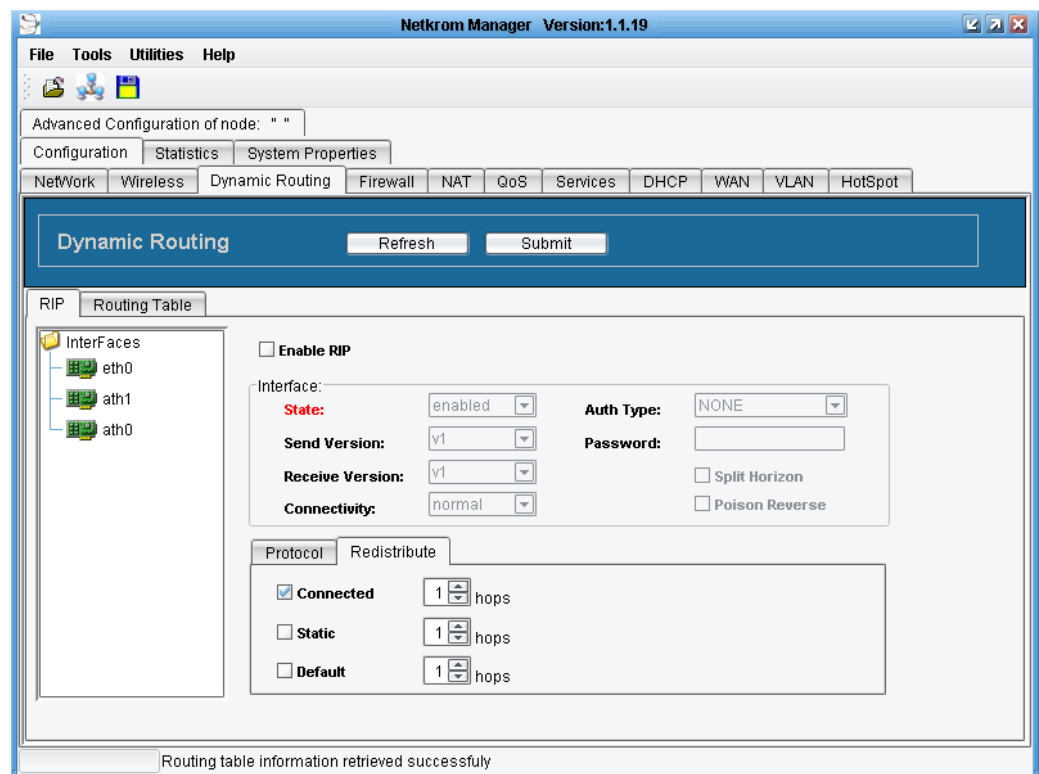 Netkrom Manager Version:1.1.19
File Tools Utilities Help
Advanced Configuration of node: " "
Configuration Statistics System Properties
NetWork Wireless Dynamic Routing Firewall NAT QoS Services DHCP WAN VLAN HotSpot
Dynamic Routing Refresh Submit
RIP Routing Table
InterFaces
eth0
ath1
ath0
Enable RIP
Interface:
State: enabled Auth Type: NONE
Send Version: v1 Password:
Receive Version: v1 Split Horizon
Connectivity: normal Poison Reverse
Protocol Redistribute
Connected 1 hops
Static 1 hops
Default 1 hops
Routing table information retrieved successfuly